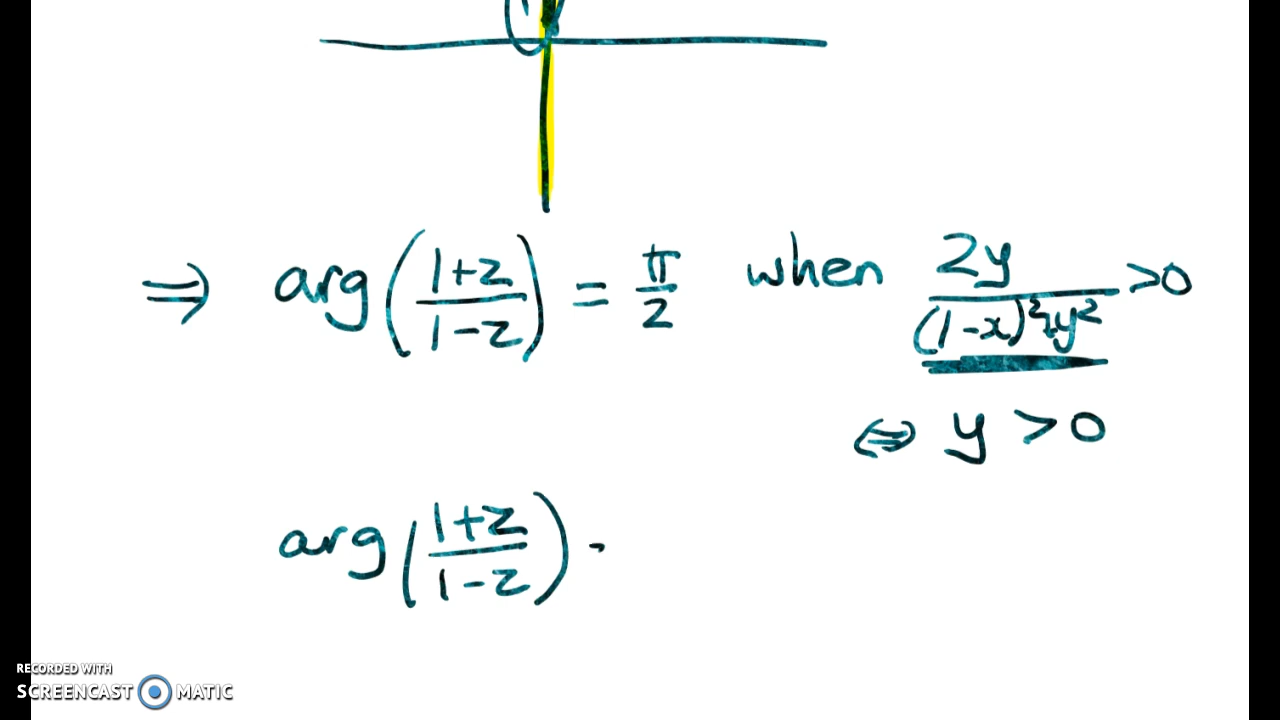 ⇒ arg(1+z/1-z) = π/2 when 2y/(1-x)²+y² >0
⇔ y > 0
arg(1+z/1-z) -
RECORDED WITH
SCREENCAST MATIC